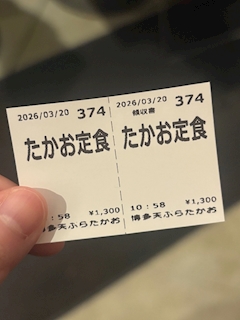 2026/03/20 374
たかお定食
:58 ¥1,300
博多天ぷらたかお
2026/03/20 374
領収書
たかお定食
10:58 ¥1,300
博多天ぷらたかお